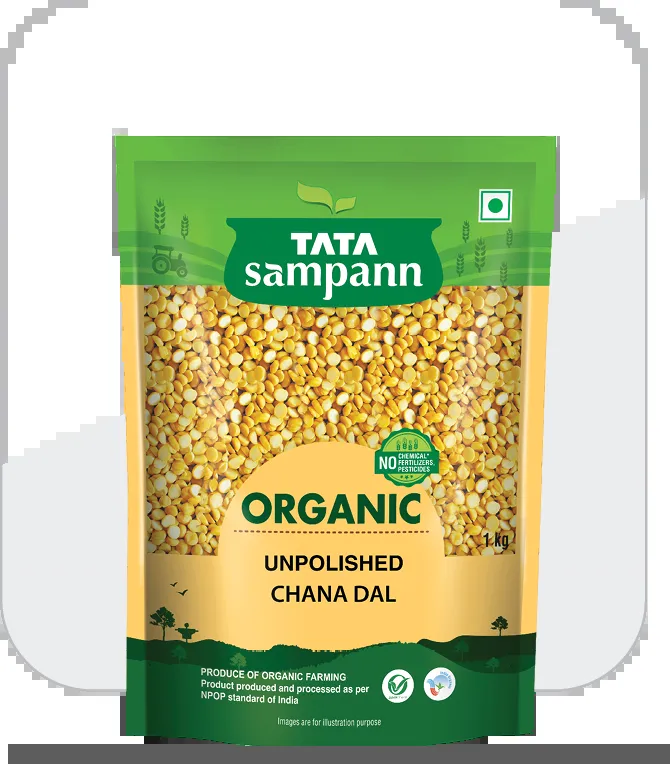 TATA
sampann
NO CHEMICAL*
FERTILIZERS,
PESTICIDES
ORGANIC
1 kg
UNPOLISHED
CHANA DAL
PRODUCE OF ORGANIC FARMING
Product produced and processed as per
NPOP standard of India
Images are for illustration purpose